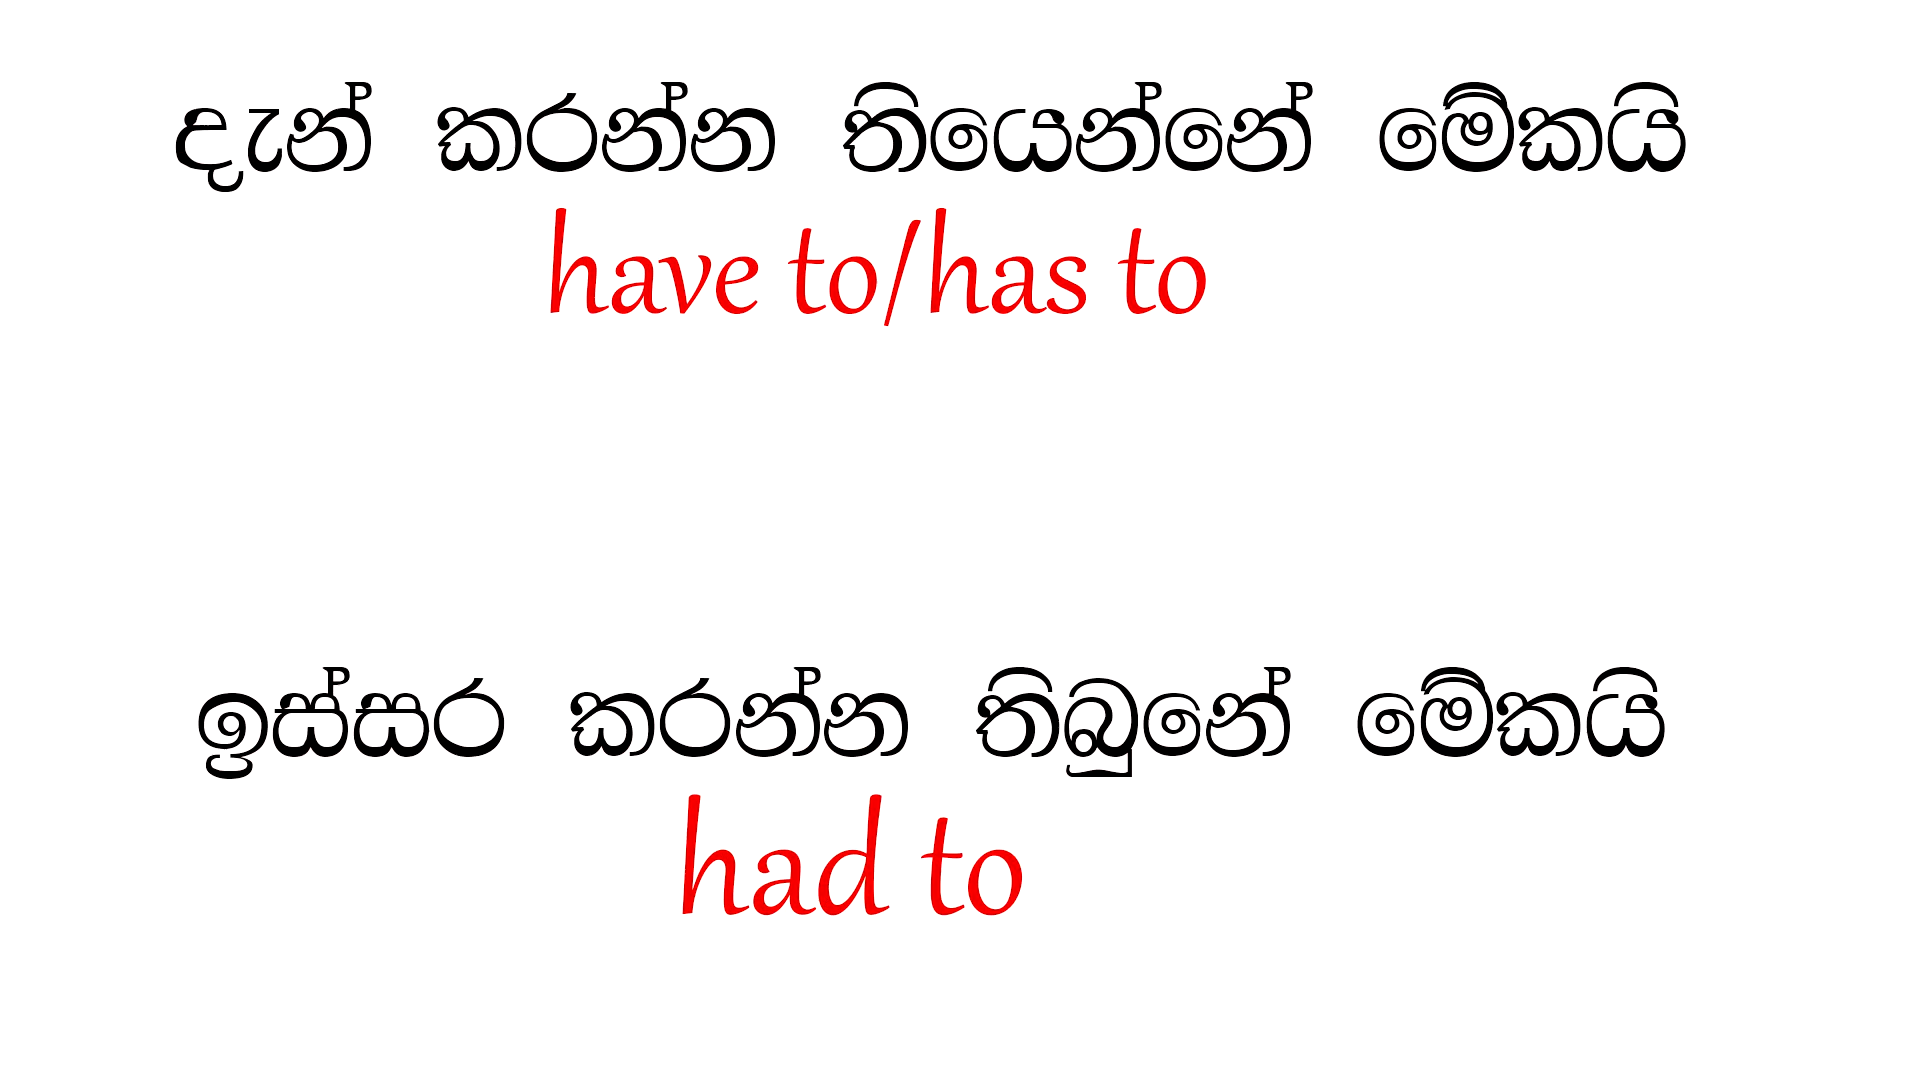 දැන් කරන්න තියෙන්නේ මේකයි
have to/has to
ඉස්සර කරන්න තිබුනේ මේකයි
had to